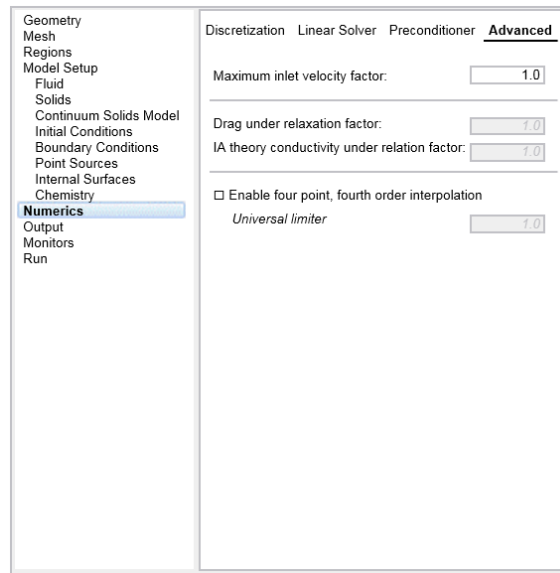 Geometry
Mesh
Regions
Model Setup
Fluid
Solids
Continuum Solids Model
Initial Conditions
Boundary Conditions
Point Sources
Internal Surfaces
Chemistry
Numerics
Output
Monitors
Run
Discretization Linear Solver Preconditioner Advanced
Maximum inlet velocity factor: 1.0
Drag under relaxation factor: 1.0
IA theory conductivity under relation factor: 1.0
Enable four point, fourth order interpolation
Universal limiter 1.0